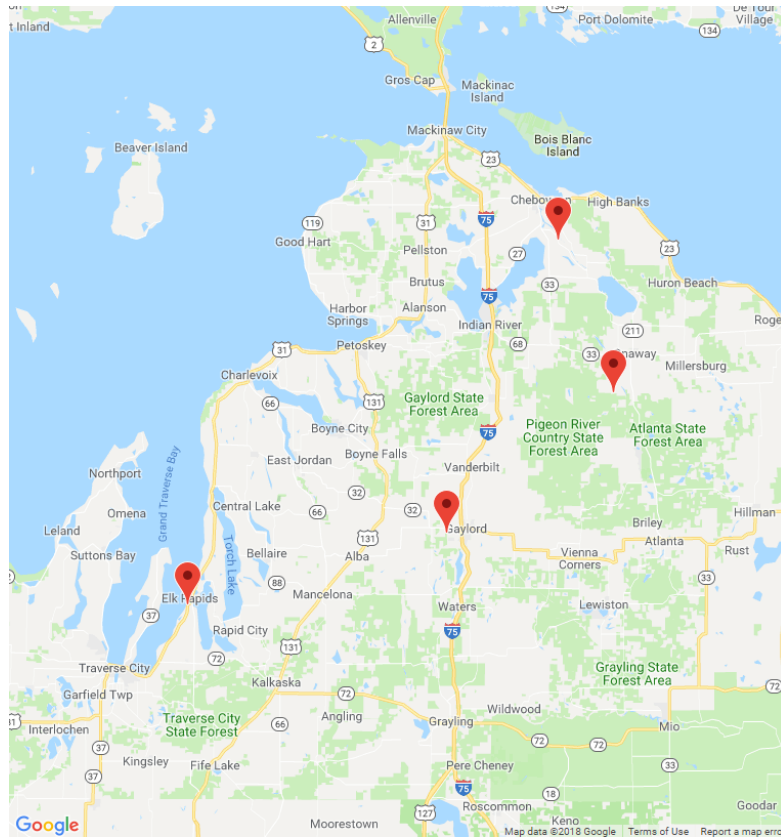 Allenville
Port Dolomite
De Tour
Village
t Island
134
134
2
Gros Cap
Mackinac
Island
Mackinaw City
Bois Blanc
Island
23
Beaver Island
High Banks
75
119
31
Good Hart
Pellston
27
23
Brutus
33
Huron Beach
75
Harbor
Springs
Alanson
Indian River
211
Petoskey
68
33
31
Charlevoix
Millersburg
66
131
Gaylord State
Forest Area
Pigeon River
Country State
Forest Area
Atlanta State
Forest Area
75
Boyne City
Boyne Falls
East Jordan
Vanderbilt
Grand Traverse Bay
Northport
32
Omena
Central Lake
66
32
Hillman
Leland
Torch Lake
Gaylord
Briley
Atlanta
Suttons Bay
Bellaire
131
Alba
Vienna
Corners
Rust
33
88
Elk Rapids
Mancelona
37
Waters
Lewiston
Rapid City
75
131
72
Traverse City
Grayling State
Forest Area
Garfield Twp
Kalkaska
72
72
Traverse City
State Forest
66
Angling
Wildwood
Grayling
Mio
Interlochen
72
72
37
Kingsley
Fife Lake
Pere Cheney
33
37
75
18
127
Roscommon
Goodar
Moorestown
Keno
Google
Map data ©2018 Google
Terms of Use
Report a map erro